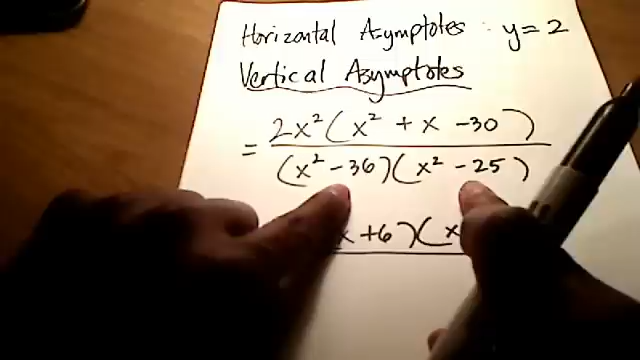 Horizontal Asymptotes : y=2
Vertical Asymptotes
2x²(x² + x -30)
=
(x² -36)(x² -25)
x +6)(x